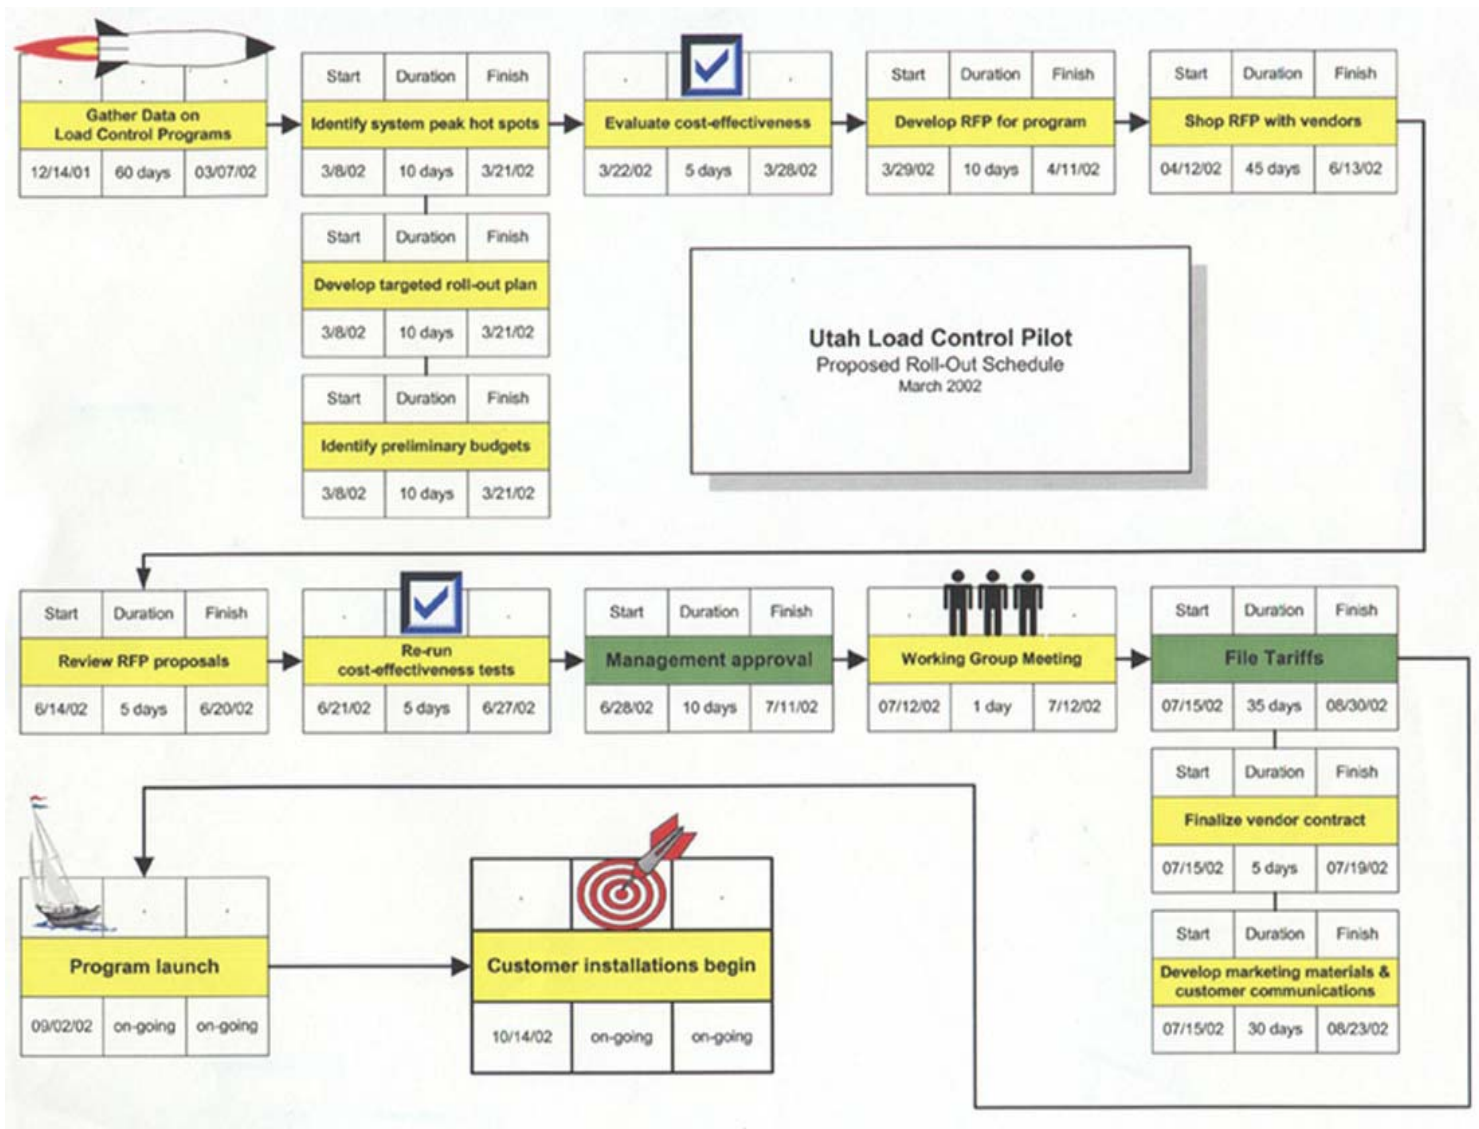 Gather Data on
Load Control Programs
12/14/01 60 days 03/07/02
Start Duration Finish
Identify system peak hot spots
3/8/02 10 days 3/21/02
Start Duration Finish
Develop targeted roll-out plan
3/8/02 10 days 3/21/02
Start Duration Finish
Identify preliminary budgets
3/8/02 10 days 3/21/02
Evaluate cost-effectiveness
3/22/02 5 days 3/28/02
Start Duration Finish
Develop RFP for program
3/29/02 10 days 4/11/02
Start Duration Finish
Shop RFP with vendors
04/12/02 45 days 6/13/02
Utah Load Control Pilot
Proposed Roll-Out Schedule
March 2002
Start Duration Finish
Review RFP proposals
6/14/02 5 days 6/20/02
Re-run
cost-effectiveness tests
6/21/02 5 days 6/27/02
Start Duration Finish
Management approval
6/28/02 10 days 7/11/02
Working Group Meeting
07/12/02 1 day 7/12/02
Start Duration Finish
File Tariffs
07/15/02 35 days 08/30/02
Start Duration Finish
Finalize vendor contract
07/15/02 5 days 07/19/02
Start Duration Finish
Develop marketing materials &
customer communications
07/15/02 30 days 08/23/02
Program launch
09/02/02 on-going on-going
Customer installations begin
10/14/02 on-going on-going